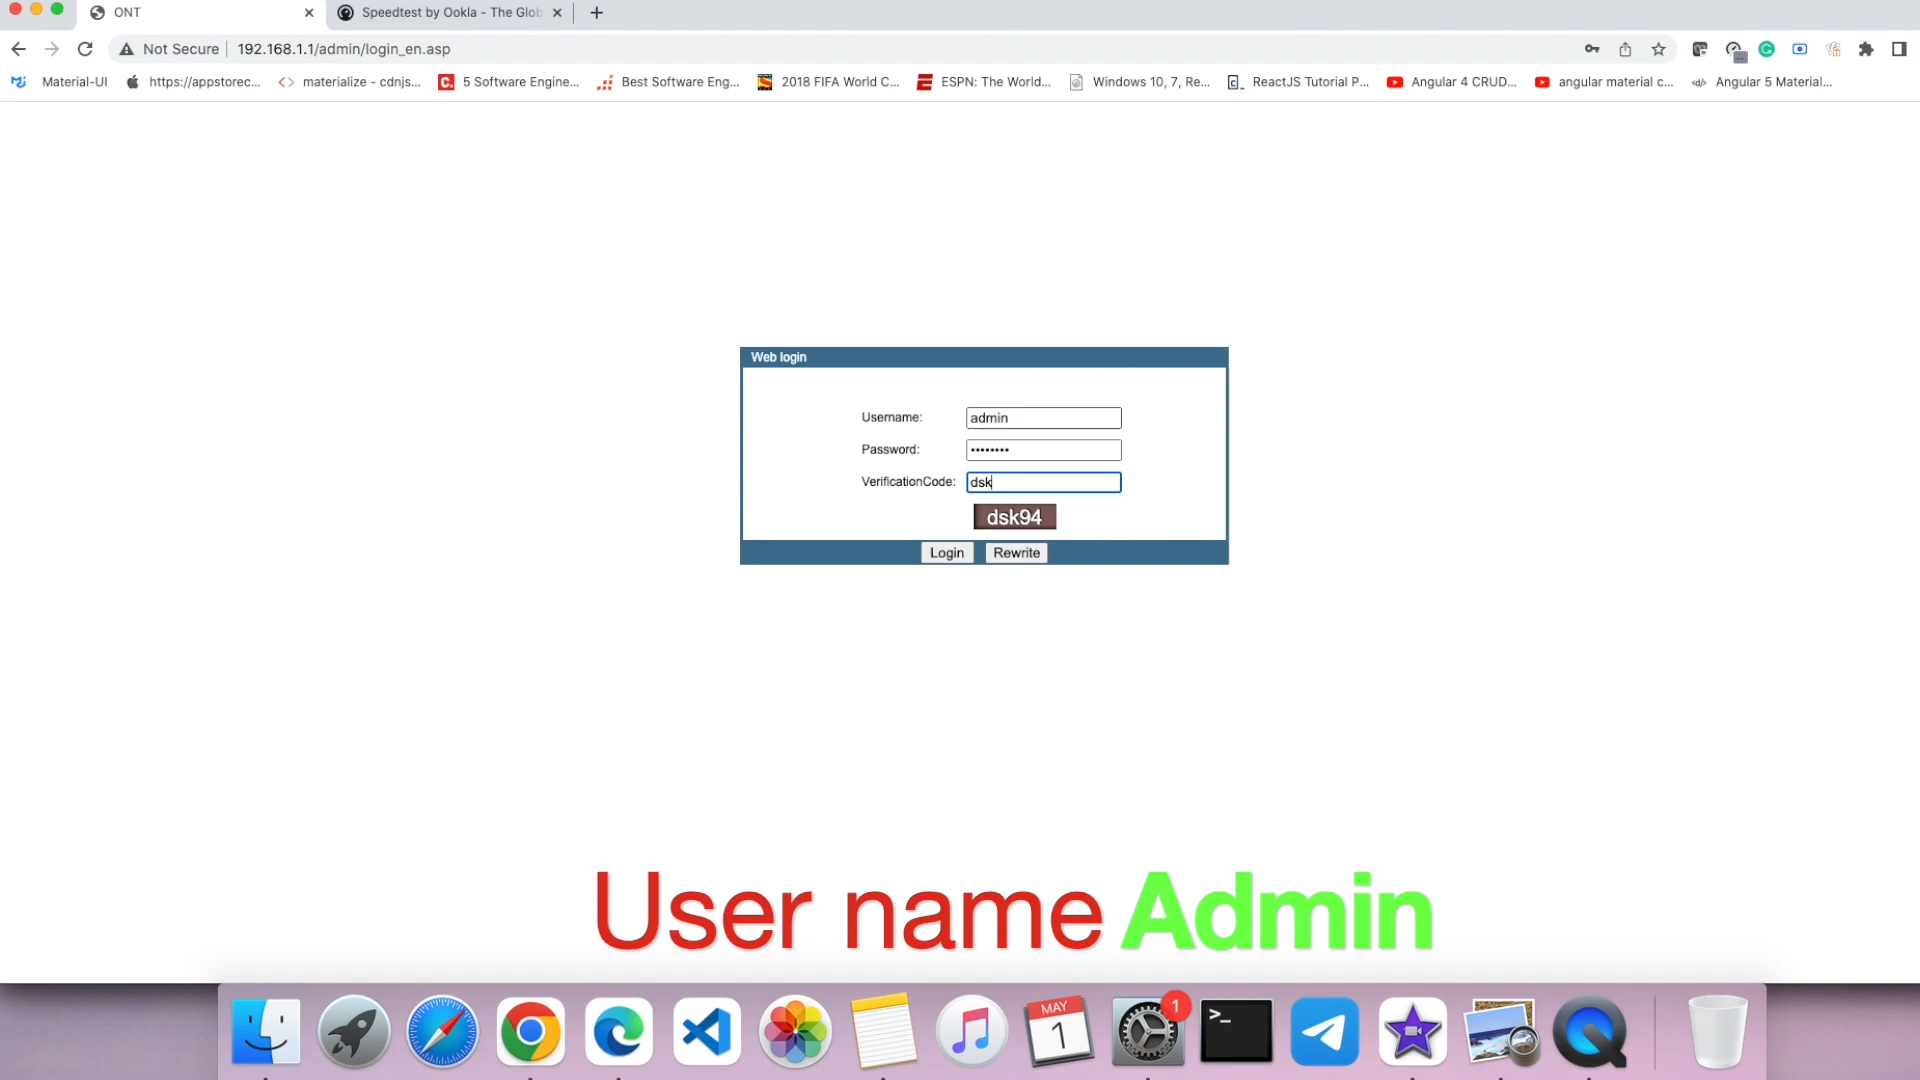 ONT
Speedtest by Ookla - The Glob
Not Secure
192.168.1.1/admin/login_en.asp
Material-UI
https://appstorec...
materialize - cdnjs...
5 Software Engine...
Best Software Eng...
2018 FIFA World C...
ESPN: The World...
Windows 10, 7, Re...
ReactJS Tutorial P...
Angular 4 CRUD...
angular material c...
Angular 5 Material...
Web login
Username: admin
Password: ••••••••
VerificationCode: dsk
dsk94
Login Rewrite
User name Admin
MAY
1
1
>_